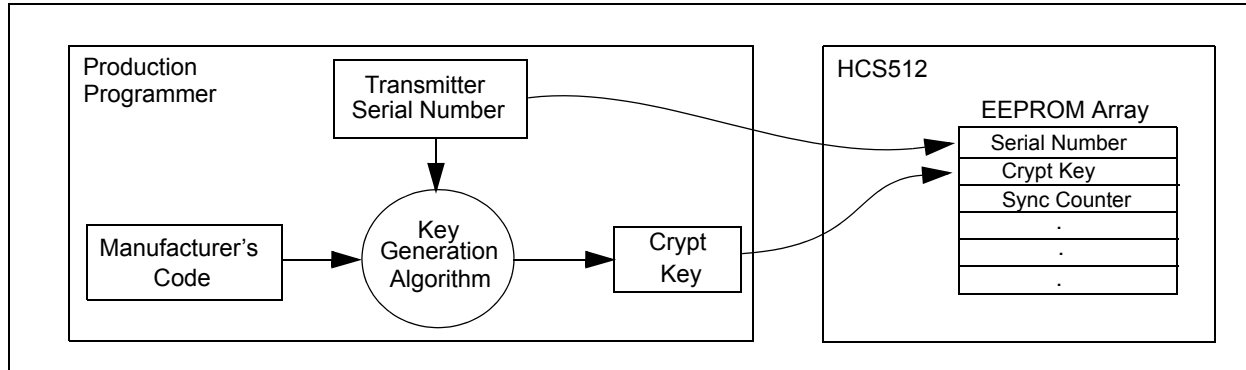 Production
Programmer
Transmitter
Serial Number
Manufacturer's
Code
Key
Generation
Algorithm
Crypt
Key
HCS512
EEPROM Array
Serial Number
Crypt Key
Sync Counter
.
.
.